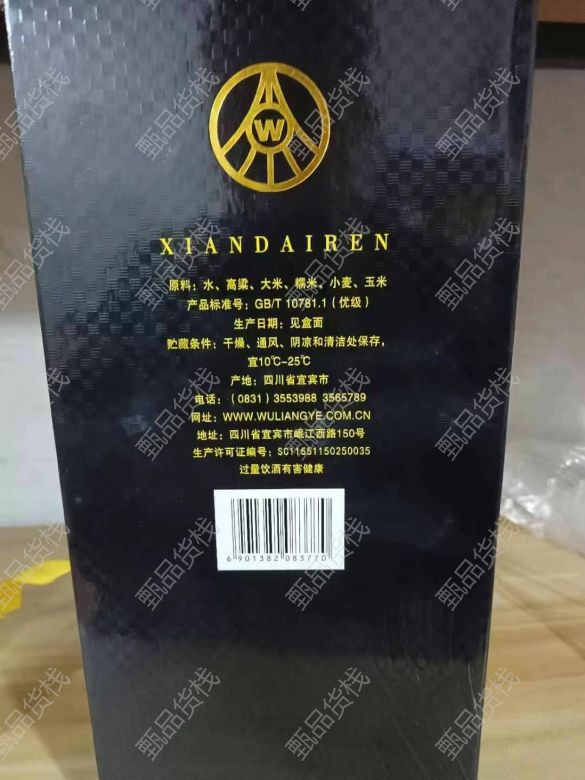 W
XIANDAIREN
原料：水、高粱、大米、糯米、小麦、玉米
产品标准号：GB/T 10781.1（优级）
生产日期：见盒面
贮藏条件：干燥、通风、阴凉和清洁处保存，
宜10℃-25℃
产地：四川省宜宾市
电话：（0831）3553988 3565789
网址：WWW.WULIANGYE.COM.CN
地址：四川省宜宾市岷江西路150号
生产许可证编号：SC11551150250035
过量饮酒有害健康
6 901382 083770
甄品货栈